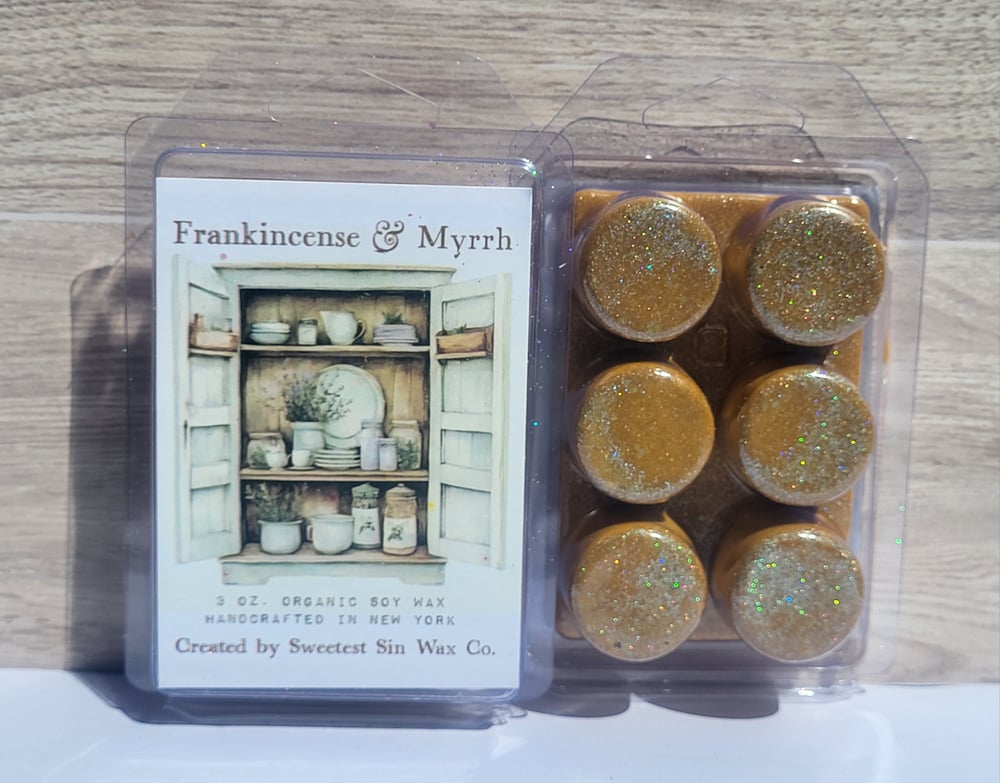 Frankincense & Myrrh
3 OZ. ORGANIC SOY WAX
HANDCRAFTED IN NEW YORK
Created by Sweetest Sin Wax Co.